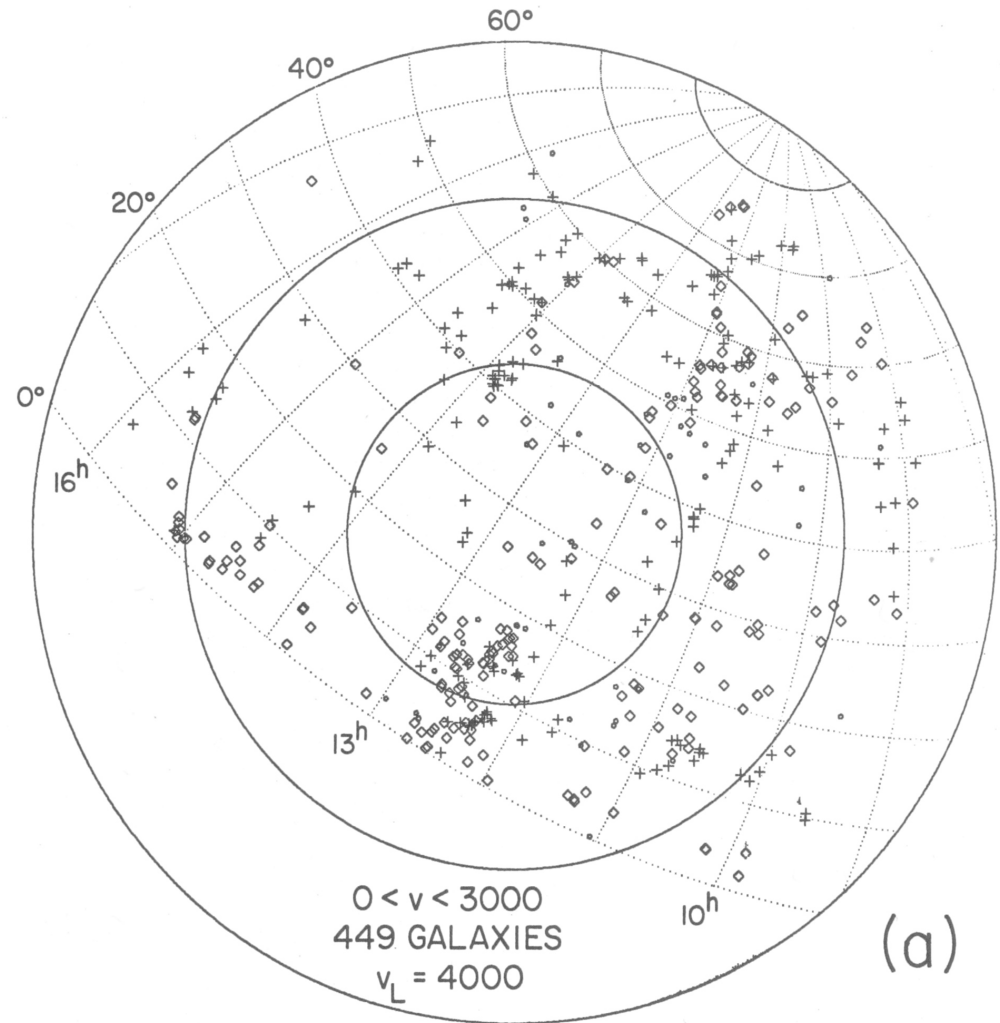 60°
40°
20°
0°
16h
13h
10h
0 < v < 3000
449 GALAXIES
vL = 4000
(a)